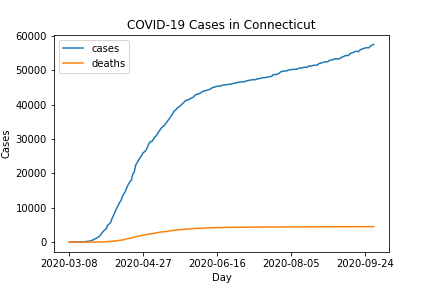 COVID-19 Cases in Connecticut
60000
50000
40000
30000
20000
10000
0
Cases
cases
deaths
2020-03-08 2020-04-27 2020-06-16 2020-08-05 2020-09-24
Day